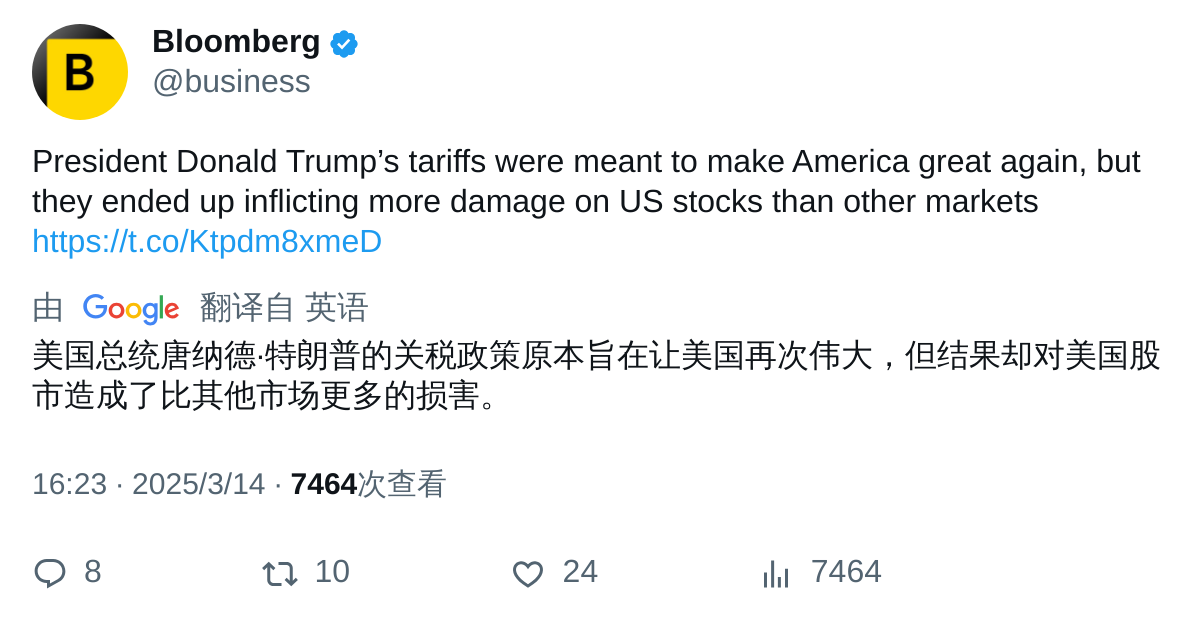 B
Bloomberg
@business
President Donald Trump’s tariffs were meant to make America great again, but
they ended up inflicting more damage on US stocks than other markets
https://t.co/Ktpdm8xmeD
由 Google 翻译自 英语
美国总统唐纳德·特朗普的关税政策原本旨在让美国再次伟大，但结果却对美国股
市造成了比其他市场更多的损害。
16:23 · 2025/3/14 · 7464次查看
8 10 24 7464